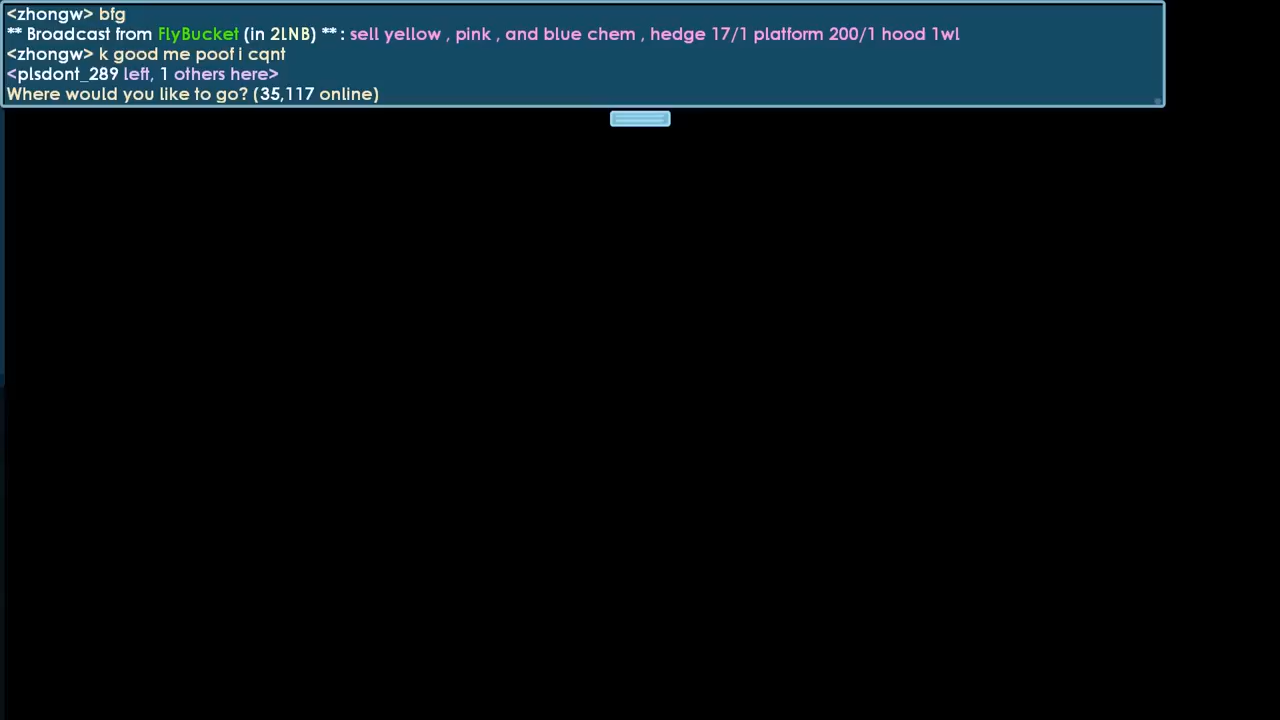 <zhongw> bfg
** Broadcast from FlyBucket (in 2LNB) ** : sell yellow , pink , and blue chem , hedge 17/1 platform 200/1 hood 1wl
<zhongw> k good me poof i cqnt
<plsdont_289 left, 1 others here>
Where would you like to go? (35,117 online)